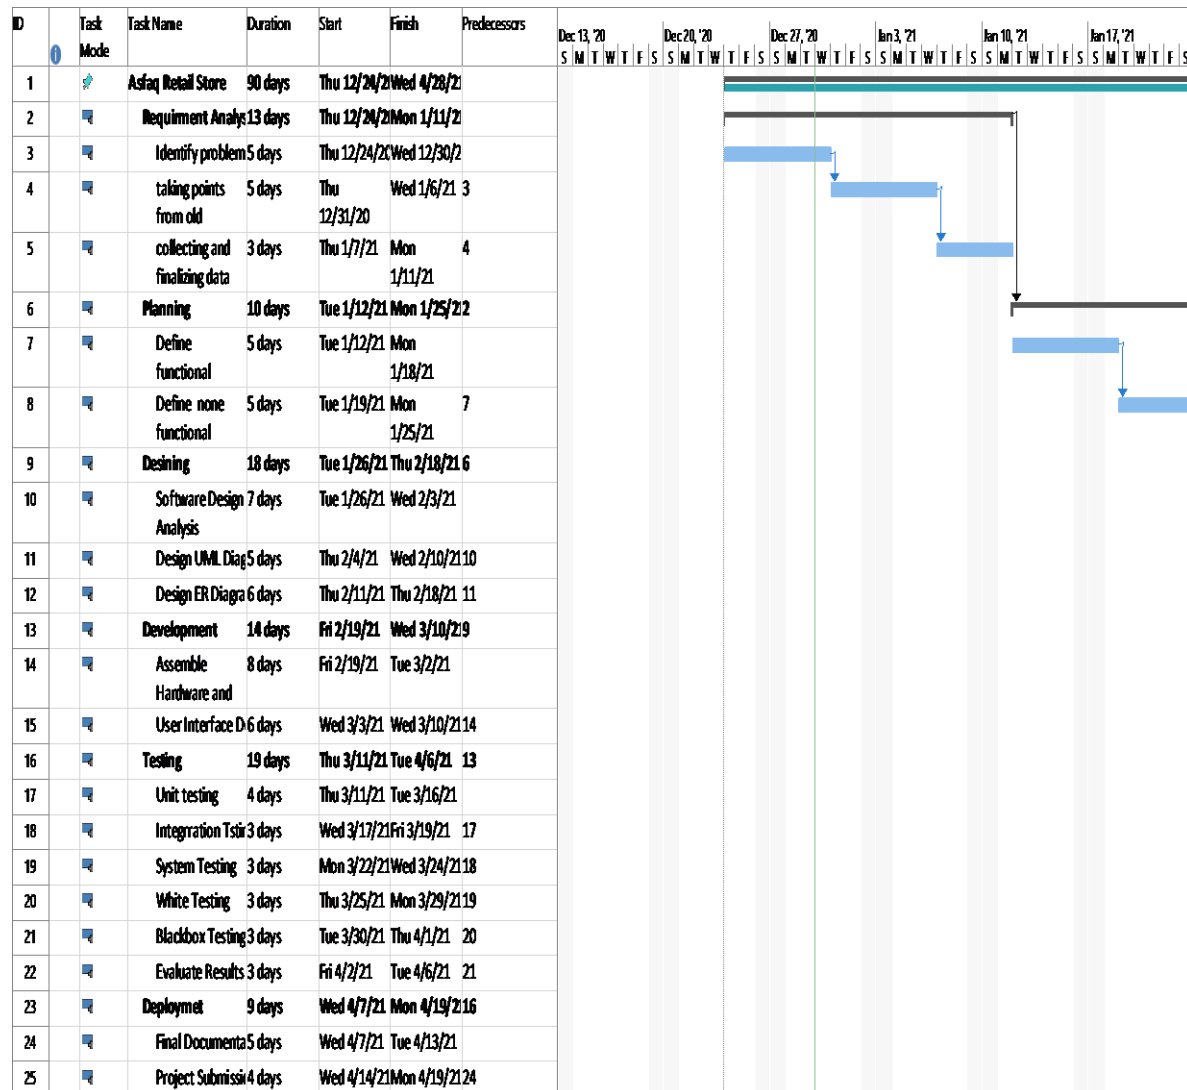 ID Task Mode Task Name Duration Start Finish Predecessors
Dec 13, '20 Dec 20, '20 Dec 27, '20 Jan 3, '21 Jan 10, '21 Jan 17, '21
S M T W T F S S M T W T F S S M T W T F S S M T W T F S S M T W T F S S M T W T F S
1 Asfaq Retail Store 90 days Thu 12/24/2 Wed 4/28/2
2 Requirment Analys 13 days Thu 12/24/2 Mon 1/11/2
3 Identify problem 5 days Thu 12/24/20 Wed 12/30/2
4 taking points from old 5 days Thu 12/31/20 Wed 1/6/21 3
5 collecting and finalizing data 3 days Thu 1/7/21 Mon 1/11/21 4
6 Planning 10 days Tue 1/12/21 Mon 1/25/2 2
7 Define functional 5 days Tue 1/12/21 Mon 1/18/21
8 Define none functional 5 days Tue 1/19/21 Mon 1/25/21 7
9 Desining 18 days Tue 1/26/21 Thu 2/18/21 6
10 Software Design Analysis 7 days Tue 1/26/21 Wed 2/3/21
11 Design UML Diag 5 days Thu 2/4/21 Wed 2/10/21 10
12 Design ER Diagra 6 days Thu 2/11/21 Thu 2/18/21 11
13 Development 14 days Fri 2/19/21 Wed 3/10/2 9
14 Assemble Hardware and 8 days Fri 2/19/21 Tue 3/2/21
15 User Interface D 6 days Wed 3/3/21 Wed 3/10/21 14
16 Testing 19 days Thu 3/11/21 Tue 4/6/21 13
17 Unit testing 4 days Thu 3/11/21 Tue 3/16/21
18 Integrration Tstin 3 days Wed 3/17/21 Fri 3/19/21 17
19 System Testing 3 days Mon 3/22/21 Wed 3/24/21 18
20 White Testing 3 days Thu 3/25/21 Mon 3/29/21 19
21 Blackbox Testing 3 days Tue 3/30/21 Thu 4/1/21 20
22 Evaluate Results 3 days Fri 4/2/21 Tue 4/6/21 21
23 Deploymet 9 days Wed 4/7/21 Mon 4/19/2 16
24 Final Documenta 5 days Wed 4/7/21 Tue 4/13/21
25 Project Submissi 4 days Wed 4/14/21 Mon 4/19/21 24